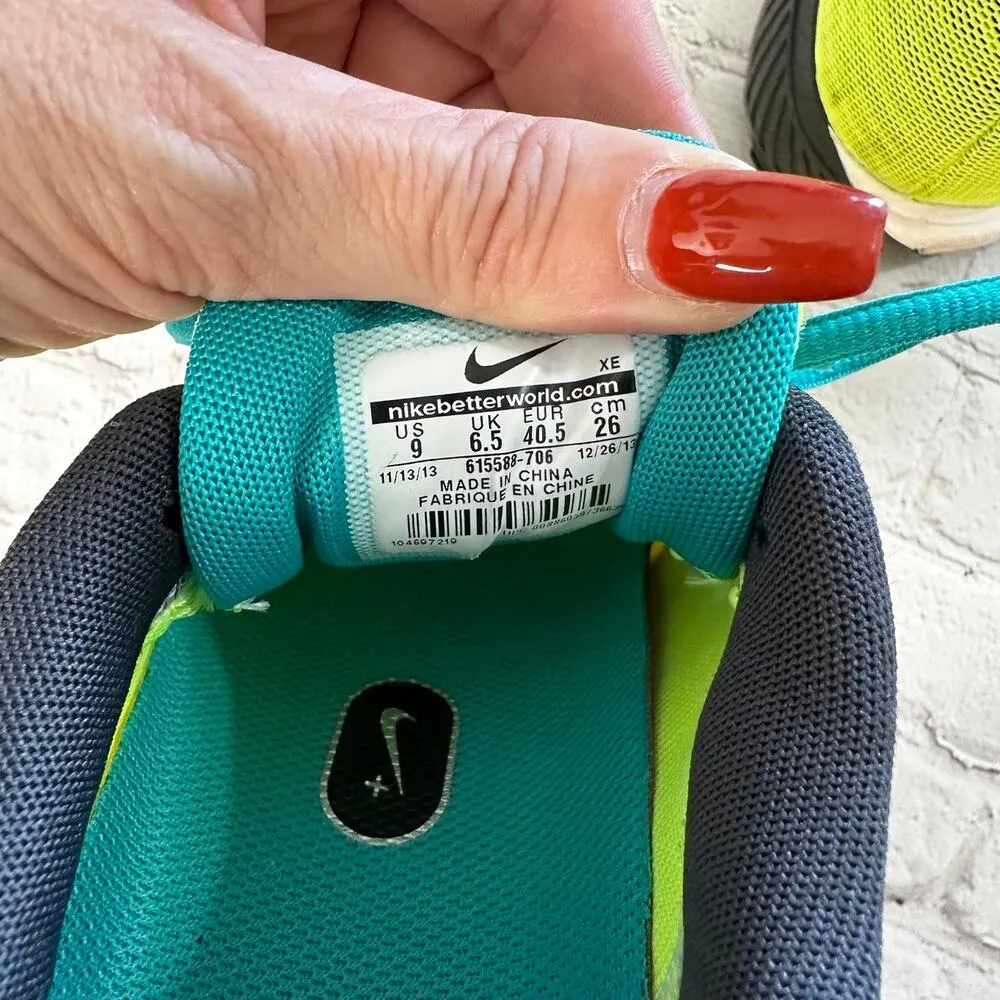 XE
nikebetterworld.com
US UK EUR cm
9 6.5 40.5 26
11/13/13 615588-706 12/26/13
MADE IN CHINA
FABRIQUE EN CHINE
104697219